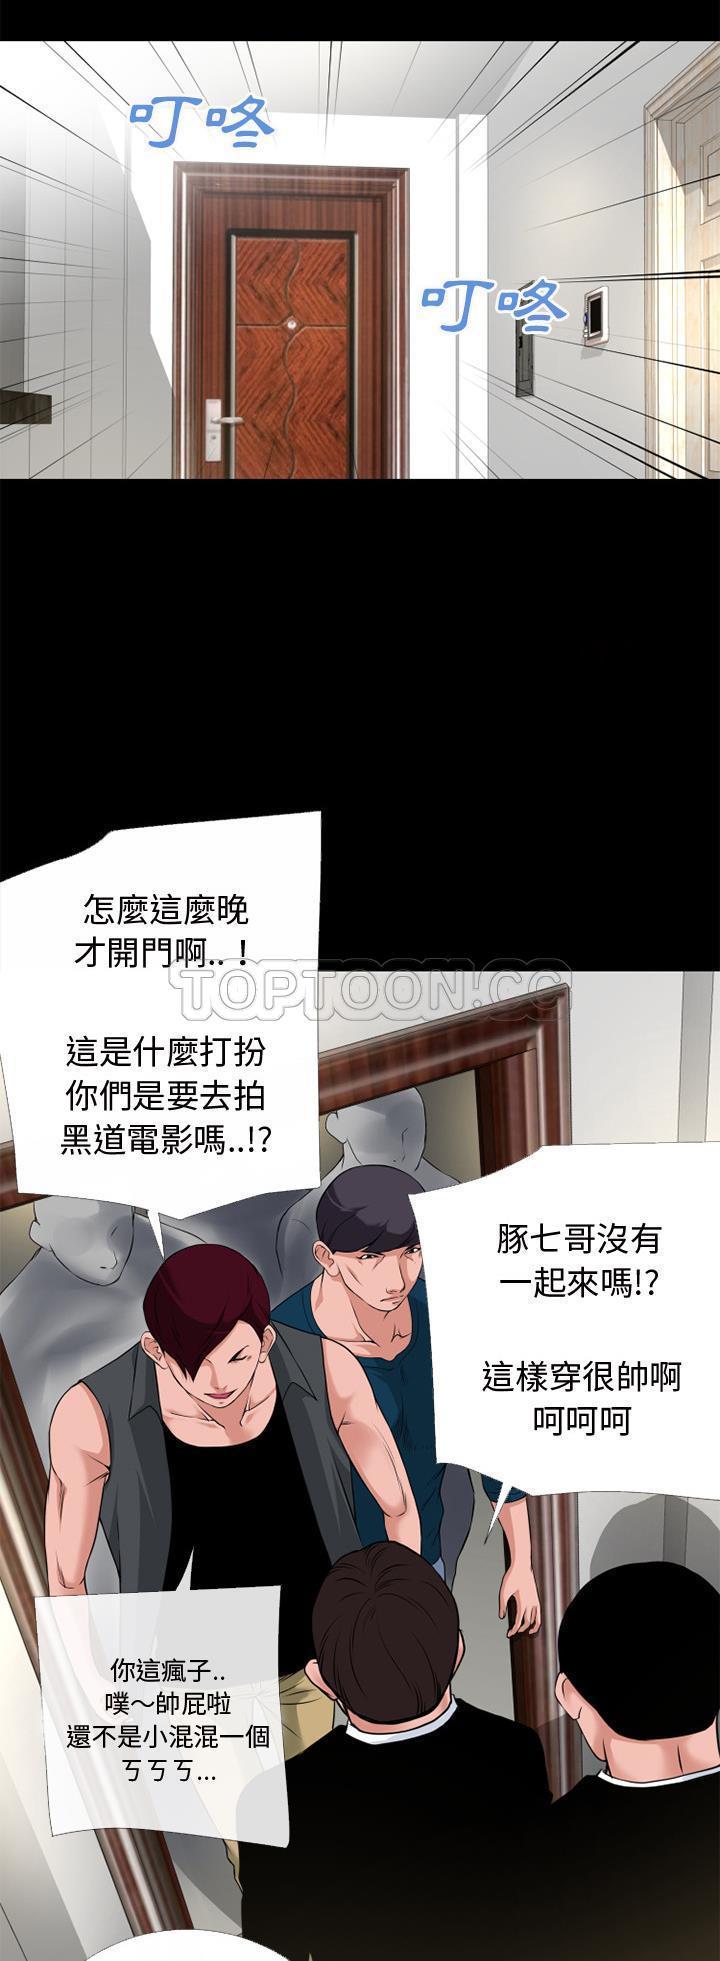 叮咚
叮咚
怎麼這麼晚
才開門啊..！
TOPTOON.CC
這是什麼打扮
你們是要去拍
黑道電影嗎..!?
豚七哥沒有
一起來嗎!?
這樣穿很帥啊
呵呵呵
你這瘋子..
噗～帥屁啦
還不是小混混一個
ㄎㄎㄎ...